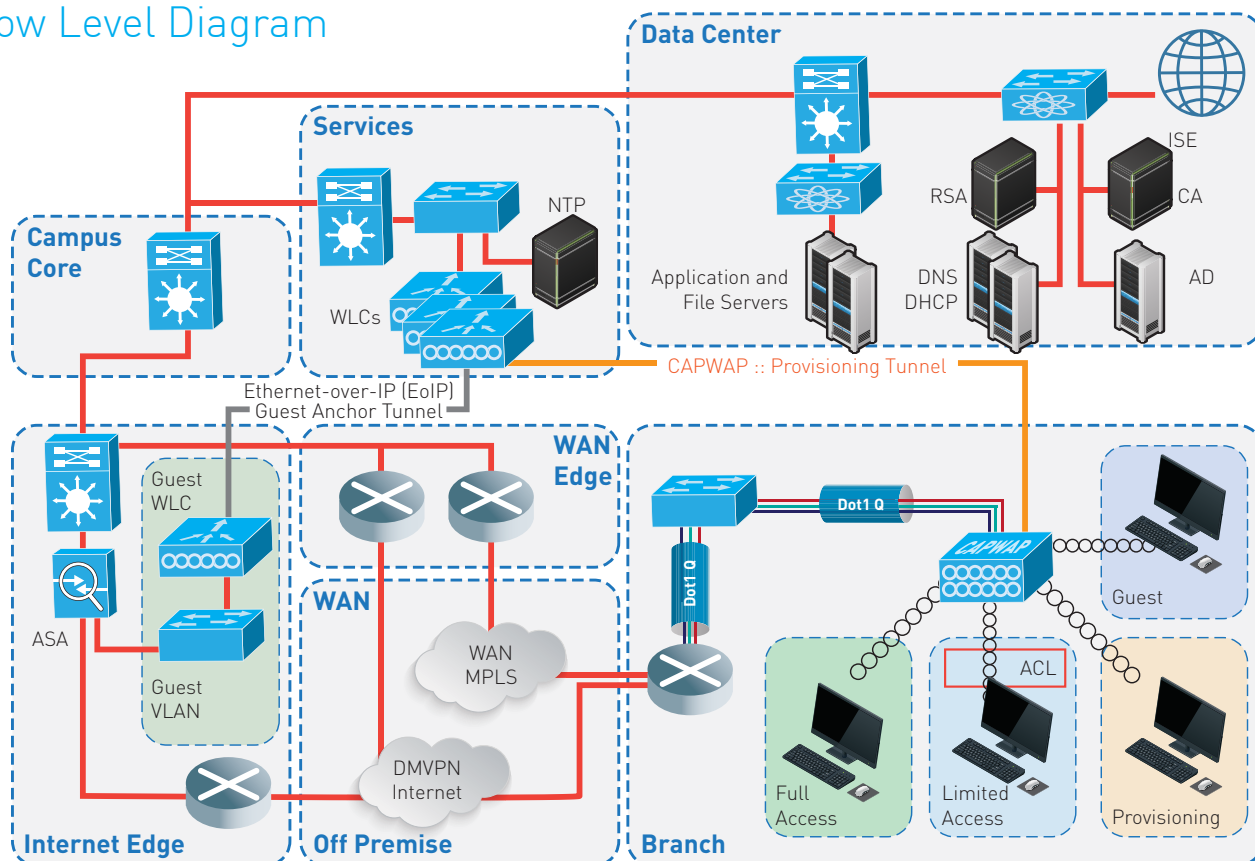 ow Level Diagram
Data Center
ISE
RSA
CA
Application and
File Servers
DNS
DHCP
AD
Services
NTP
WLCs
Campus
Core
CAPWAP :: Provisioning Tunnel
Ethernet-over-IP (EoIP)
Guest Anchor Tunnel
Guest
WLC
ASA
Guest
VLAN
Internet Edge
WAN
Edge
WAN
WAN
MPLS
DMVPN
Internet
Off Premise
Dot1 Q
Dot1 Q
CAPWAP
Guest
ACL
Full
Access
Limited
Access
Provisioning
Branch